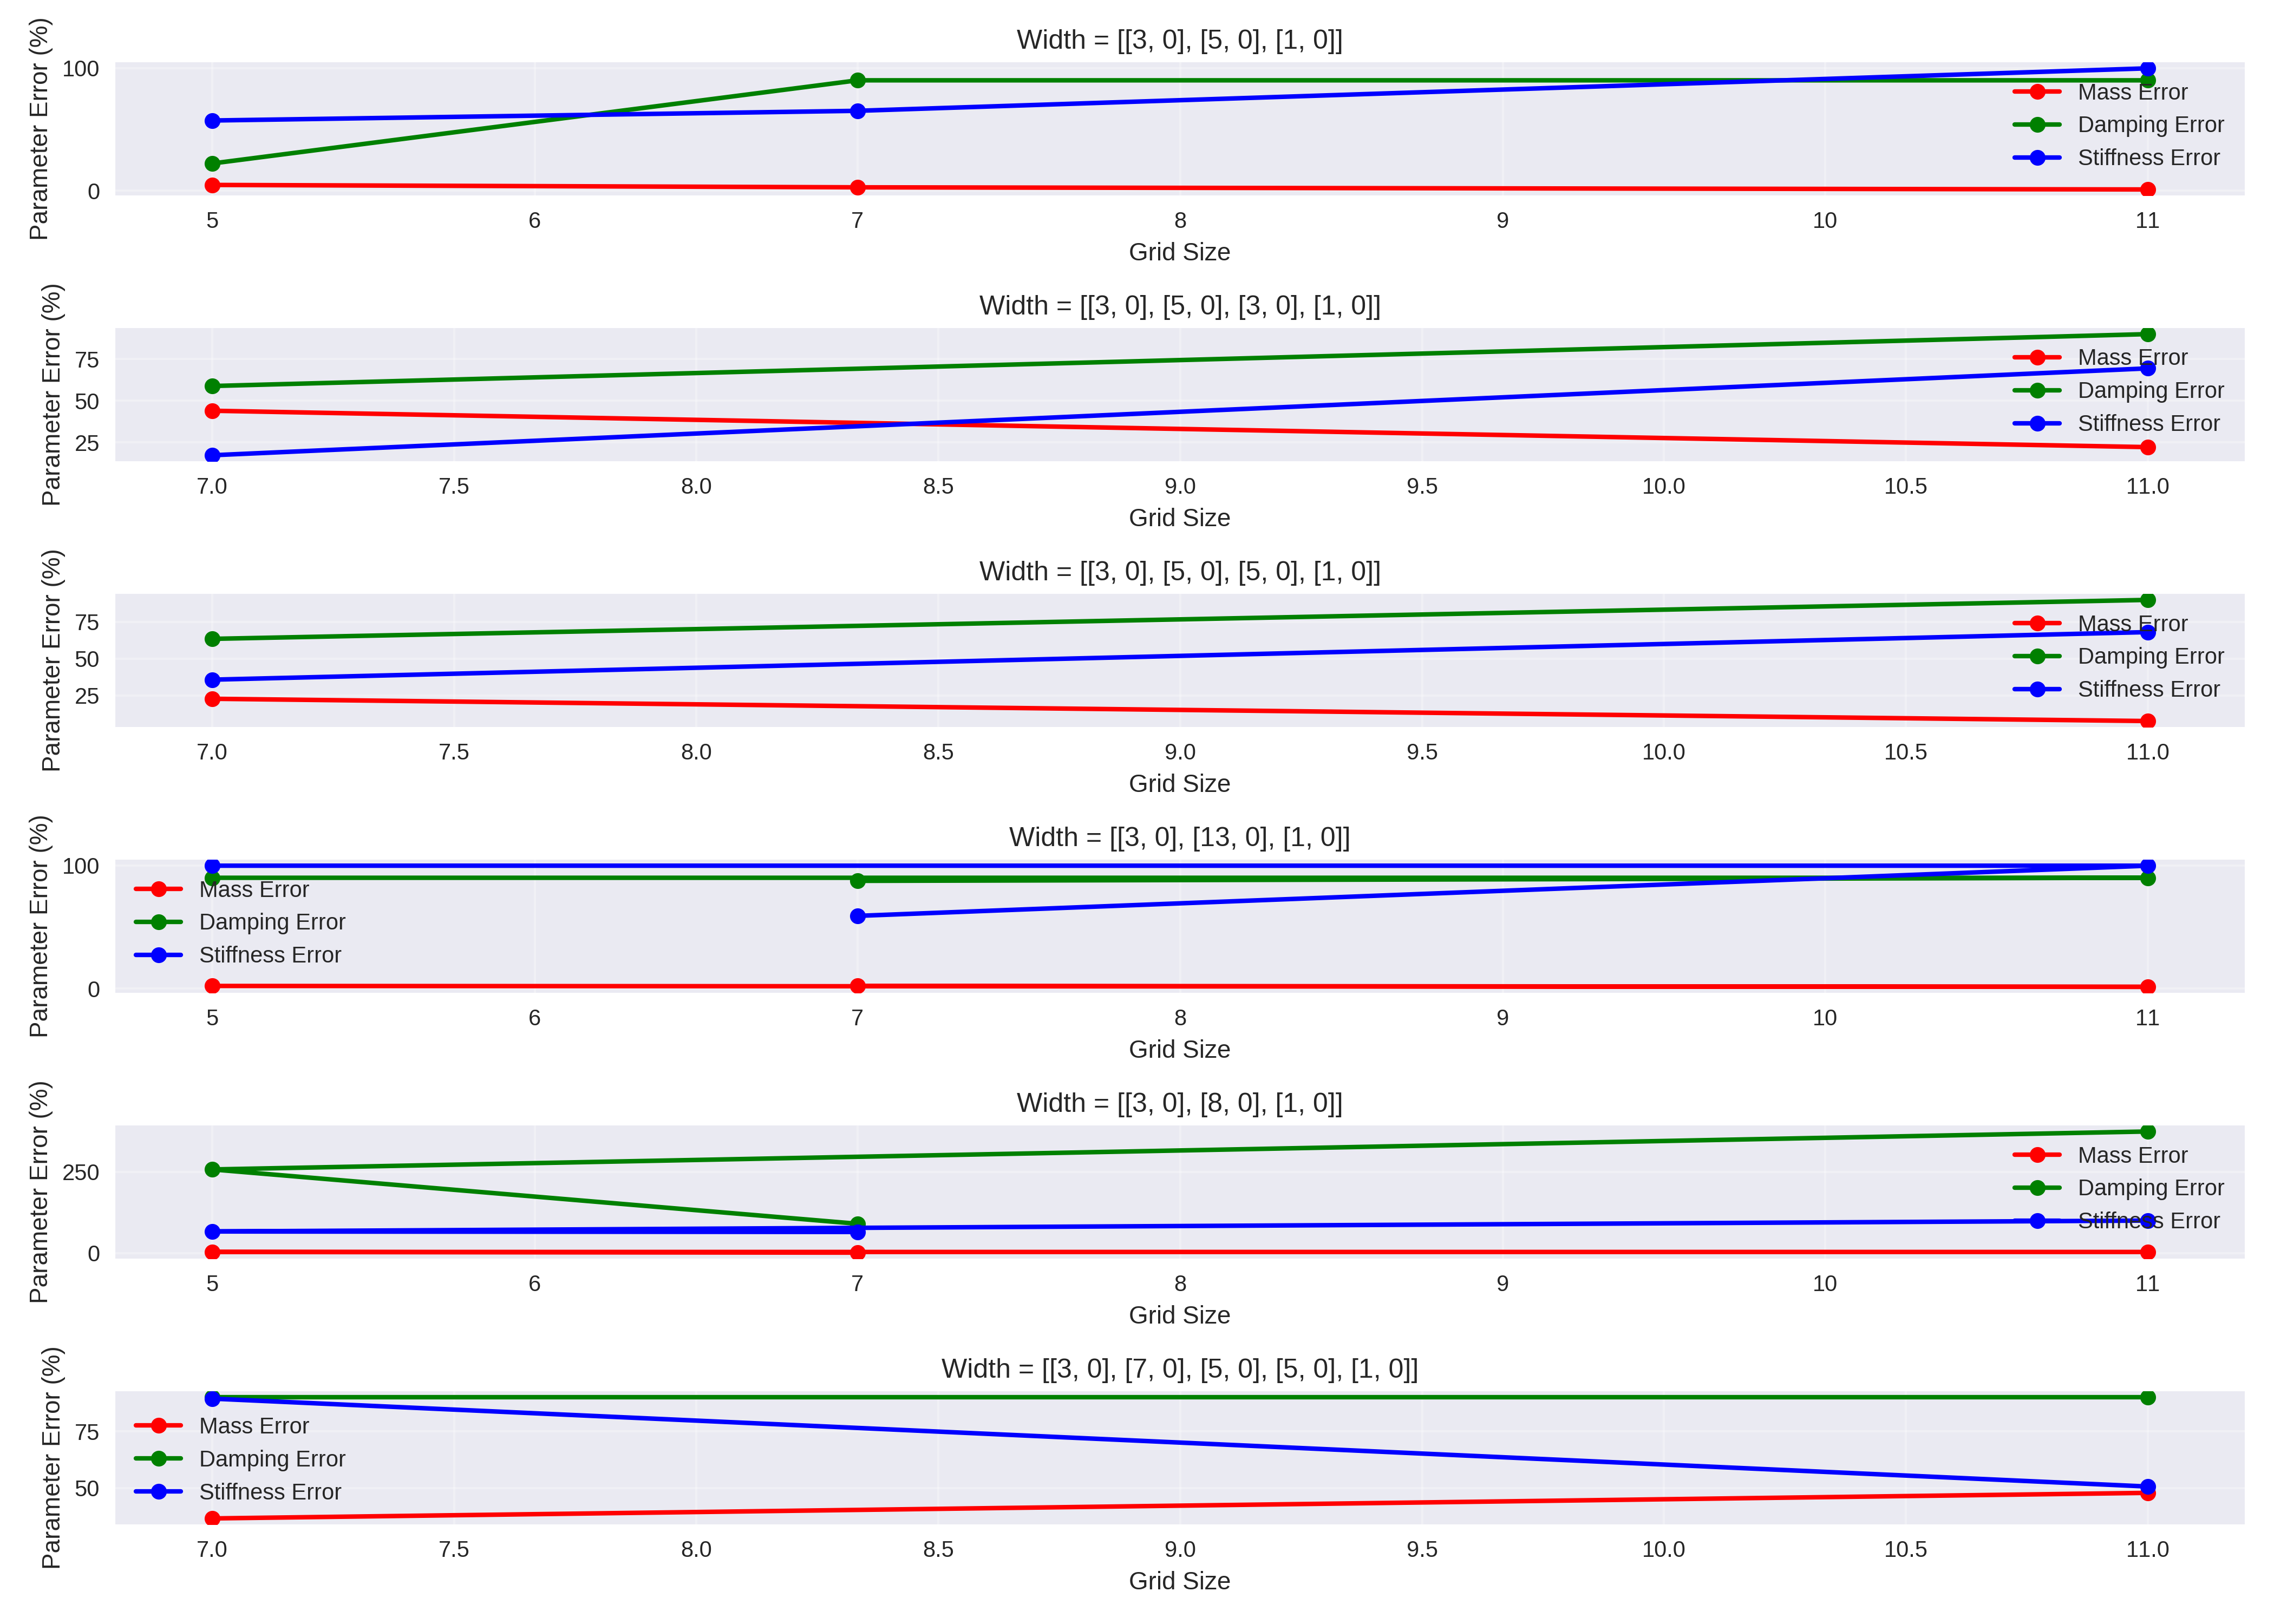 Width = [[3, 0], [5, 0], [1, 0]]
Parameter Error (%)
100
0
Mass Error
Damping Error
Stiffness Error
5 6 7 8 9 10 11
Grid Size
Width = [[3, 0], [5, 0], [3, 0], [1, 0]]
Parameter Error (%)
75
50
25
Mass Error
Damping Error
Stiffness Error
7.0 7.5 8.0 8.5 9.0 9.5 10.0 10.5 11.0
Grid Size
Width = [[3, 0], [5, 0], [5, 0], [1, 0]]
Parameter Error (%)
75
50
25
Mass Error
Damping Error
Stiffness Error
7.0 7.5 8.0 8.5 9.0 9.5 10.0 10.5 11.0
Grid Size
Width = [[3, 0], [13, 0], [1, 0]]
Parameter Error (%)
100
0
Mass Error
Damping Error
Stiffness Error
5 6 7 8 9 10 11
Grid Size
Width = [[3, 0], [8, 0], [1, 0]]
Parameter Error (%)
250
0
Mass Error
Damping Error
Stiffness Error
5 6 7 8 9 10 11
Grid Size
Width = [[3, 0], [7, 0], [5, 0], [5, 0], [1, 0]]
Parameter Error (%)
75
50
Mass Error
Damping Error
Stiffness Error
7.0 7.5 8.0 8.5 9.0 9.5 10.0 10.5 11.0
Grid Size